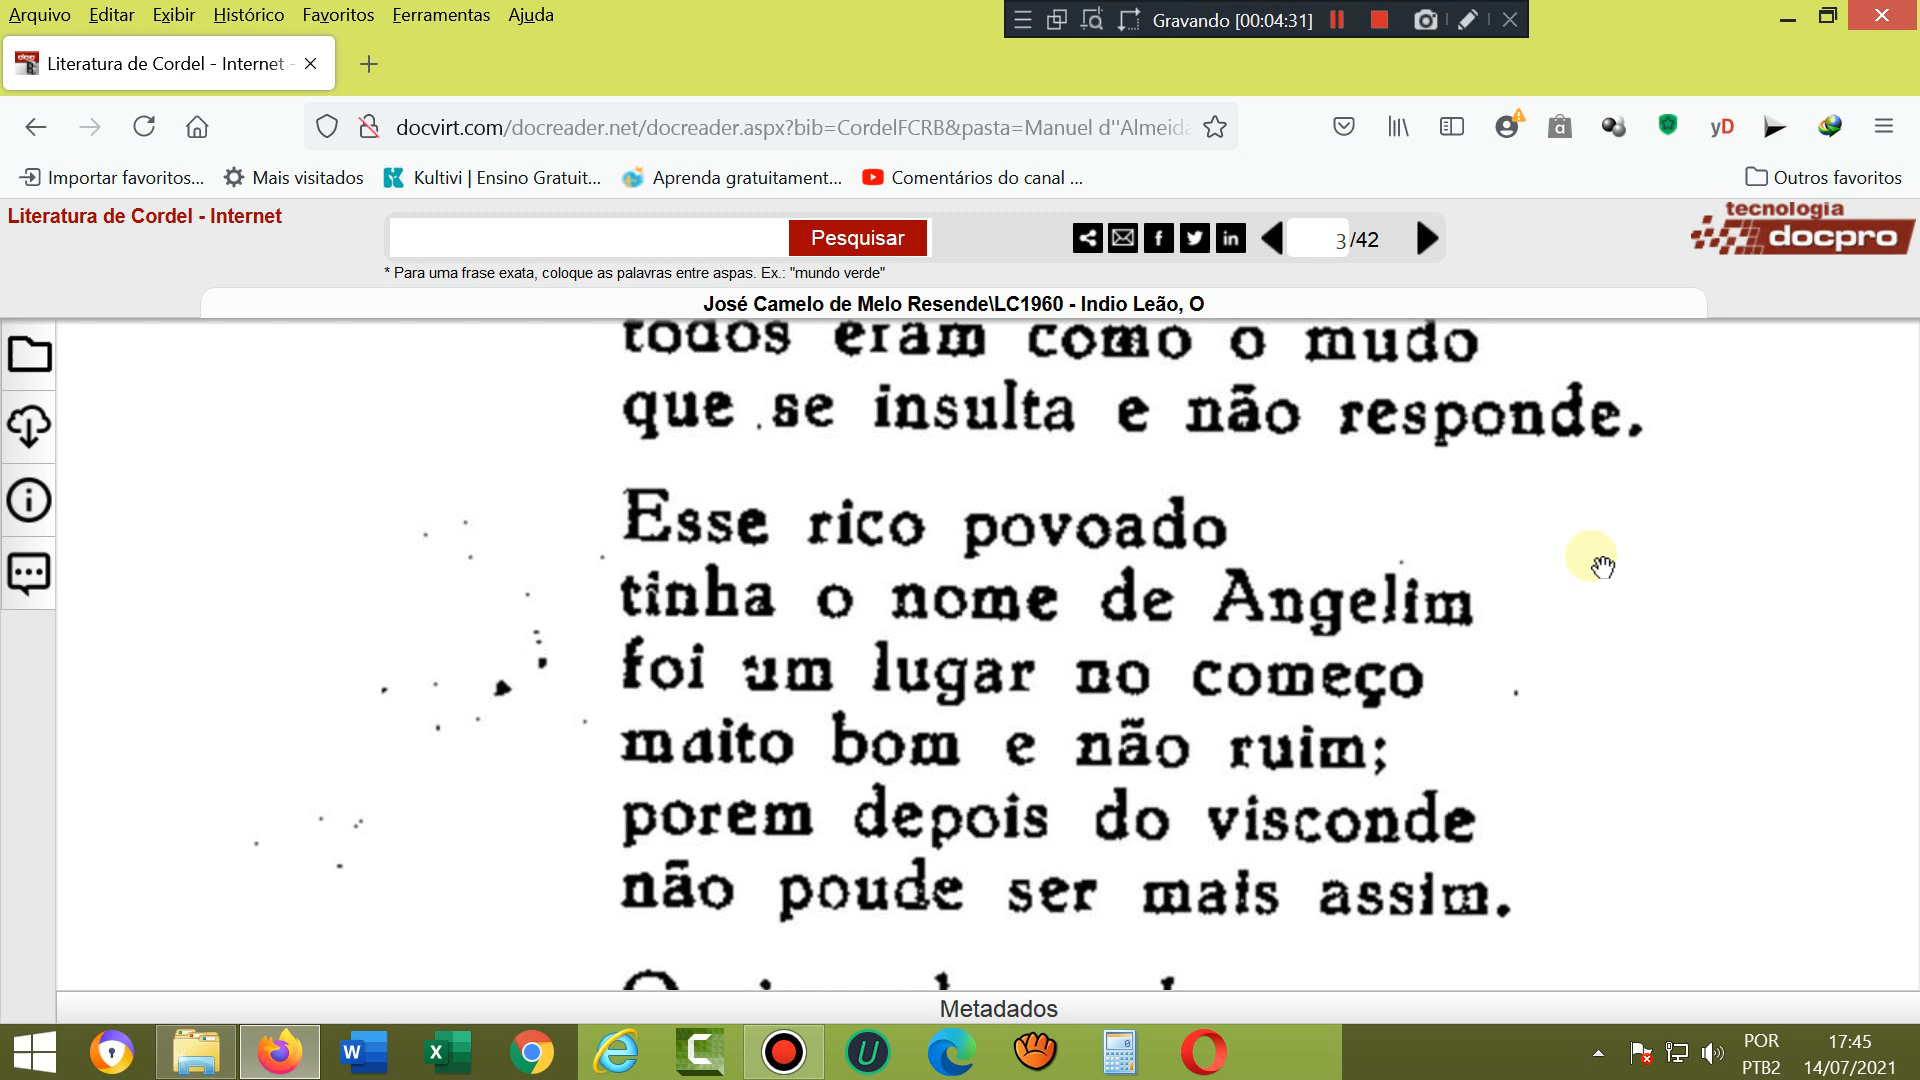 Arquivo Editar Exibir Histórico Favoritos Ferramentas Ajuda
Gravando [00:04:31]
Literatura de Cordel - Internet -
docvirt.com/docreader.net/docreader.aspx?bib=CordelFCRB&pasta=Manuel d''Almeida
Importar favoritos... Mais visitados Kultivi | Ensino Gratuit... Aprenda gratuitament... Comentários do canal ... Outros favoritos
Literatura de Cordel - Internet
Pesquisar
3 /42
tecnologia
docpro
* Para uma frase exata, coloque as palavras entre aspas. Ex.: "mundo verde"
José Camelo de Melo Resende\LC1960 - Indio Leão, O
todos eram como o mudo
que se insulta e não responde.
Esse rico povoado
tinha o nome de Angelim
foi um lugar no começo
maito bom e não ruim;
porem depois do visconde
não poude ser mais assim.
Metadados
POR
PTB2
17:45
14/07/2021